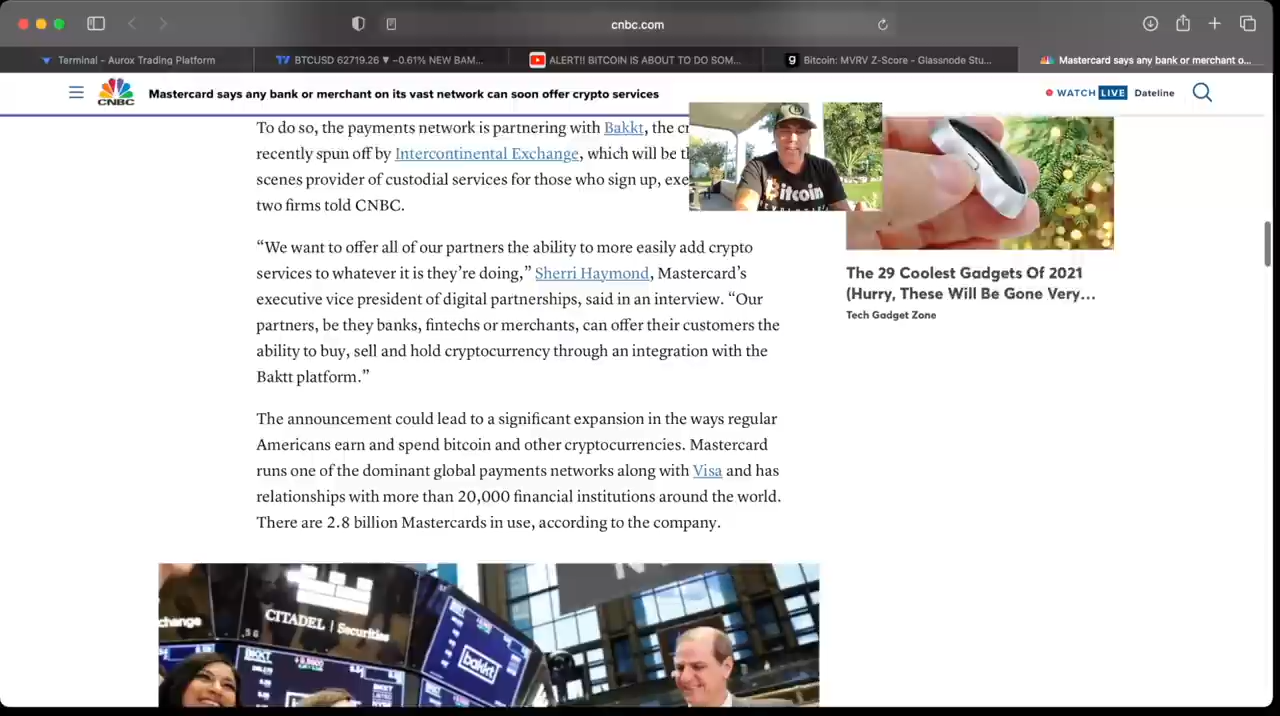 cnbc.com
Terminal – Aurox Trading Platform
BTCUSD 62719.26 ▼ −0.61% NEW BAM...
ALERT!! BITCOIN IS ABOUT TO DO SOM...
Bitcoin: MVRV Z-Score - Glassnode Stu...
Mastercard says any bank or merchant o...
CNBC
Mastercard says any bank or merchant on its vast network can soon offer crypto services
WATCH LIVE
Dateline
To do so, the payments network is partnering with Bakkt, the cr
recently spun off by Intercontinental Exchange, which will be t
scenes provider of custodial services for those who sign up, exe
two firms told CNBC.
Bitcoin
“We want to offer all of our partners the ability to more easily add crypto
services to whatever it is they’re doing,” Sherri Haymond, Mastercard’s
executive vice president of digital partnerships, said in an interview. “Our
partners, be they banks, fintechs or merchants, can offer their customers the
ability to buy, sell and hold cryptocurrency through an integration with the
Baktt platform.”
The 29 Coolest Gadgets Of 2021
(Hurry, These Will Be Gone Very...
Tech Gadget Zone
The announcement could lead to a significant expansion in the ways regular
Americans earn and spend bitcoin and other cryptocurrencies. Mastercard
runs one of the dominant global payments networks along with Visa and has
relationships with more than 20,000 financial institutions around the world.
There are 2.8 billion Mastercards in use, according to the company.
change
CITADEL | Securities
bakkt